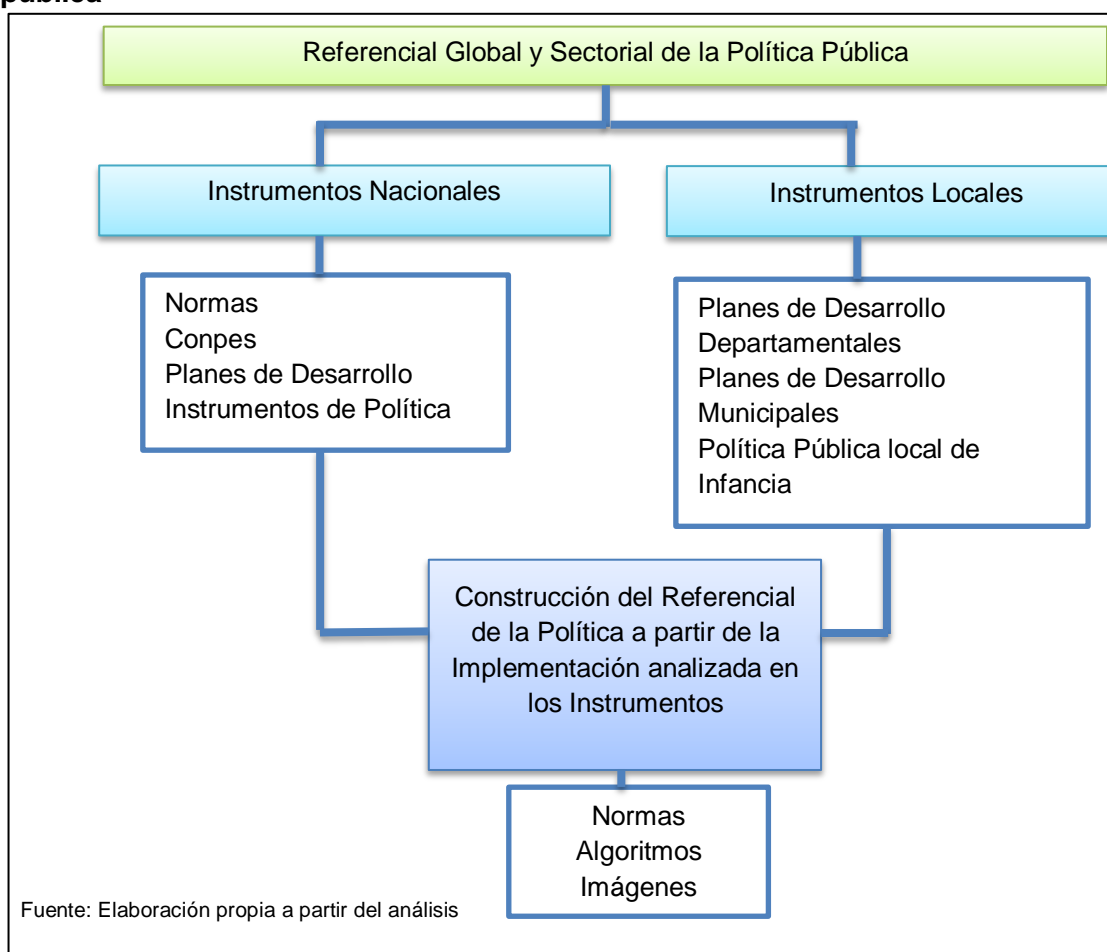 pública
Referencial Global y Sectorial de la Política Pública
Instrumentos Nacionales
Instrumentos Locales
Normas
Conpes
Planes de Desarrollo
Instrumentos de Política
Planes de Desarrollo
Departamentales
Planes de Desarrollo
Municipales
Política Pública local de
Infancia
Construcción del Referencial
de la Política a partir de la
Implementación analizada en
los Instrumentos
Normas
Algoritmos
Imágenes
Fuente: Elaboración propia a partir del análisis